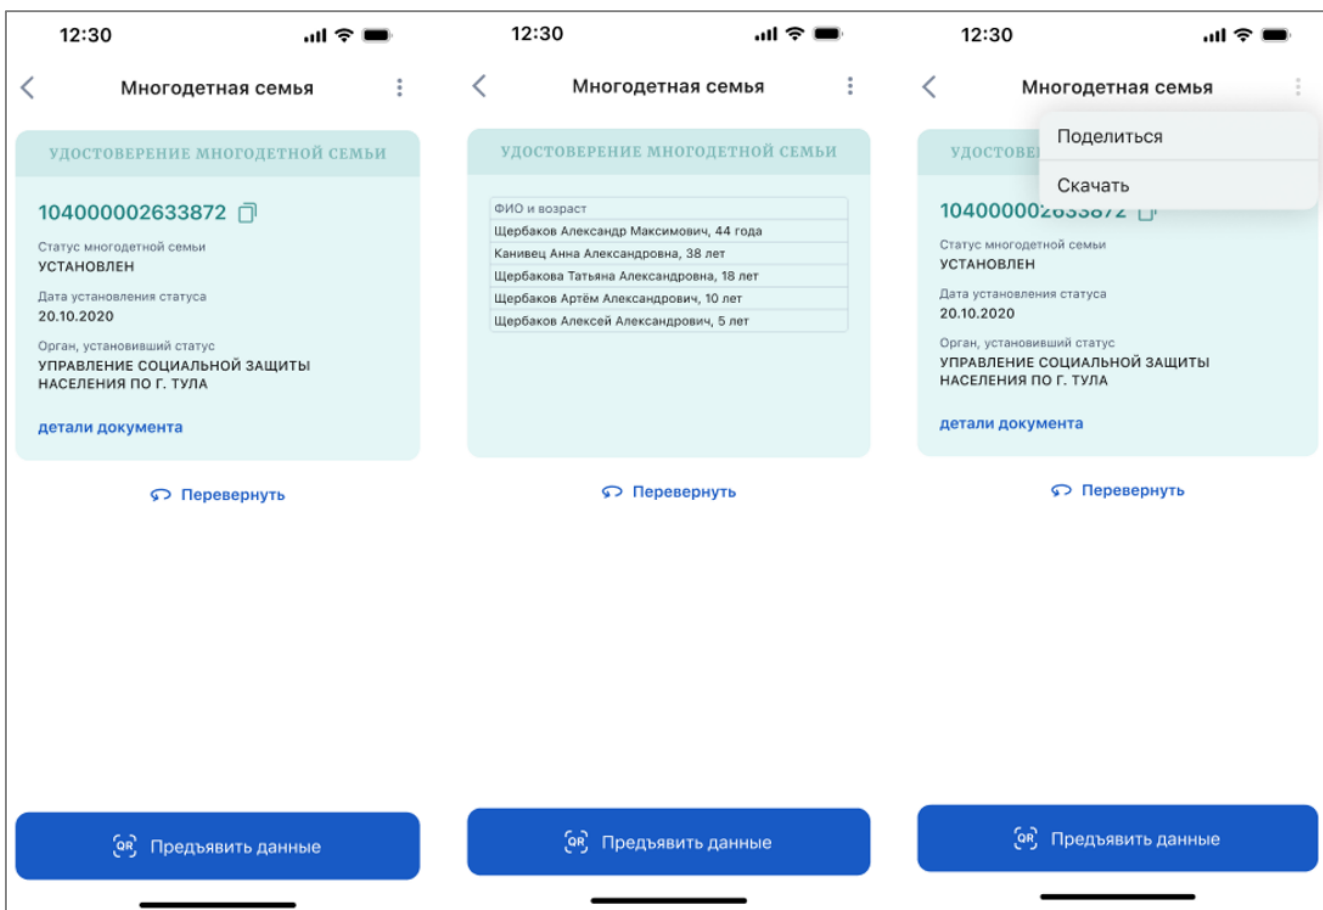 12:30
Многодетная семья
УДОСТОВЕРЕНИЕ МНОГОДЕТНОЙ СЕМЬИ
104000002633872
Статус многодетной семьи
УСТАНОВЛЕН
Дата установления статуса
20.10.2020
Орган, установивший статус
УПРАВЛЕНИЕ СОЦИАЛЬНОЙ ЗАЩИТЫ
НАСЕЛЕНИЯ ПО Г. ТУЛА
детали документа
Перевернуть
QR Предъявить данные
12:30
Многодетная семья
УДОСТОВЕРЕНИЕ МНОГОДЕТНОЙ СЕМЬИ
ФИО и возраст
Щербаков Александр Максимович, 44 года
Канивец Анна Александровна, 38 лет
Щербакова Татьяна Александровна, 18 лет
Щербаков Артём Александрович, 10 лет
Щербаков Алексей Александрович, 5 лет
Перевернуть
QR Предъявить данные
12:30
Многодетная семья
Поделиться
Скачать
УДОСТОВЕ
104000002633872
Статус многодетной семьи
УСТАНОВЛЕН
Дата установления статуса
20.10.2020
Орган, установивший статус
УПРАВЛЕНИЕ СОЦИАЛЬНОЙ ЗАЩИТЫ
НАСЕЛЕНИЯ ПО Г. ТУЛА
детали документа
Перевернуть
QR Предъявить данные